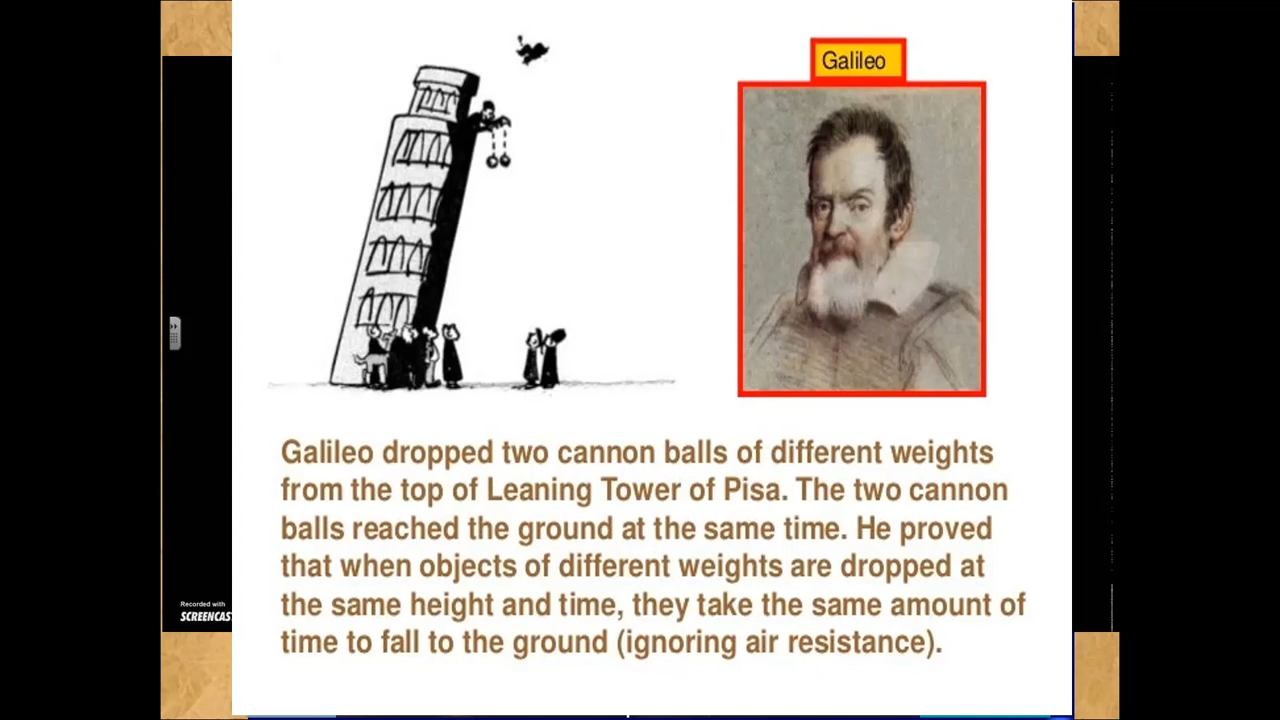 Galileo
Galileo dropped two cannon balls of different weights
from the top of Leaning Tower of Pisa. The two cannon
balls reached the ground at the same time. He proved
that when objects of different weights are dropped at
the same height and time, they take the same amount of
time to fall to the ground (ignoring air resistance).
Recorded with
SCREENCAS